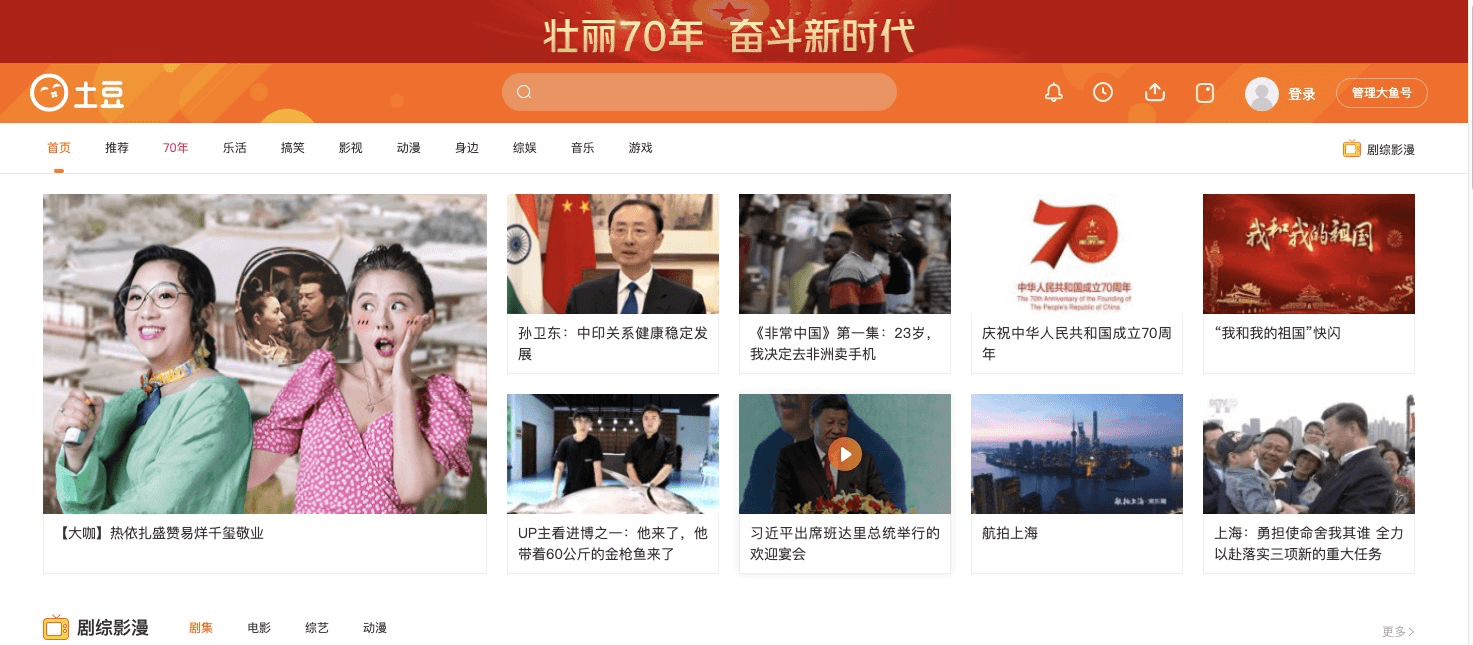 壮丽70年 奋斗新时代
土豆
登录
管理大鱼号
首页 推荐 70年 乐活 搞笑 影视 动漫 身边 综娱 音乐 游戏
剧综影漫
我和我的祖国
中华人民共和国成立70周年
The 70th Anniversary of the Founding of
The People's Republic of China
孙卫东：中印关系健康稳定发
展
《非常中国》第一集：23岁，
我决定去非洲卖手机
庆祝中华人民共和国成立70周
年
“我和我的祖国”快闪
航拍上海
【大咖】热依扎盛赞易烊千玺敬业
UP主看进博之一：他来了，他
带着60公斤的金枪鱼来了
习近平出席班达里总统举行的
欢迎宴会
航拍上海
上海：勇担使命舍我其谁 全力
以赴落实三项新的重大任务
剧综影漫
剧集 电影 综艺 动漫
更多